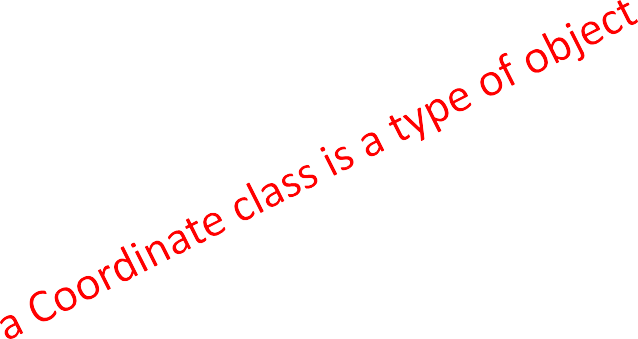 a Coordinate class is a type of object